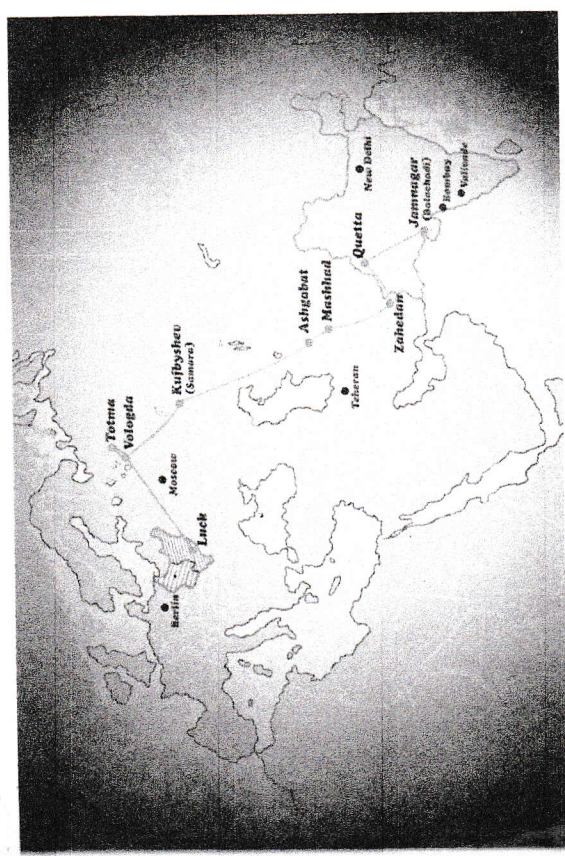 Totma
Vologda
Kujbyshev
(Samara)
Moscow
Luck
Berlin
Ashgabat
Mashhad
Teheran
Zahedan
Quetta
New Delhi
Jamnagar
(Balachadi)
Bombay
Valivade